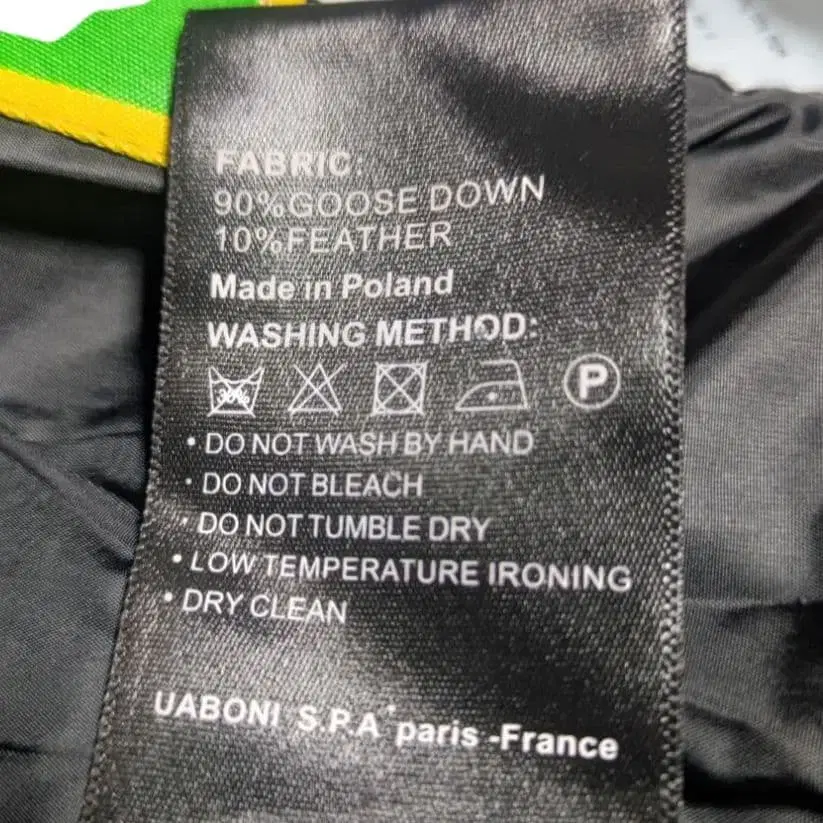 FABRIC:
90%GOOSE DOWN
10%FEATHER
Made in Poland
WASHING METHOD:
P
• DO NOT WASH BY HAND
• DO NOT BLEACH
• DO NOT TUMBLE DRY
• LOW TEMPERATURE IRONING
• DRY CLEAN
UABONI S.P.A paris -France